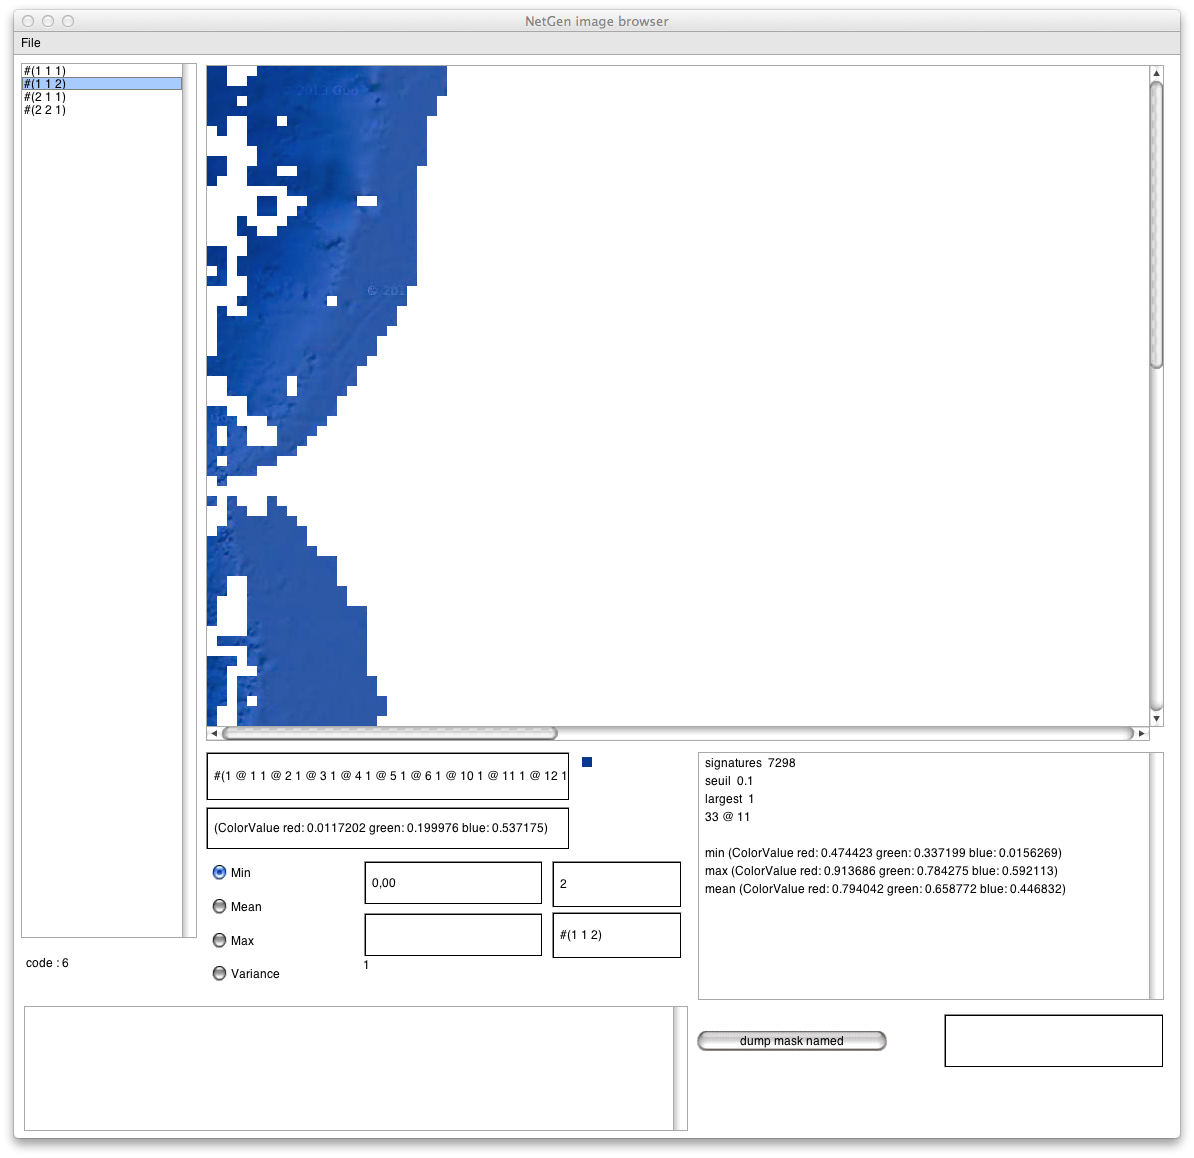 NetGen image browser
File
#(1 1 1)
#(1 1 2)
#(2 1 1)
#(2 2 1)
© 2013 Goo
© 201
#(1 @ 1 1 @ 2 1 @ 3 1 @ 4 1 @ 5 1 @ 6 1 @ 10 1 @ 11 1 @ 12 1
(ColorValue red: 0.0117202 green: 0.199976 blue: 0.537175)
Min
Mean
Max
Variance
0,00
2
#(1 1 2)
1
code : 6
signatures 7298
seuil 0.1
largest 1
33 @ 11
min (ColorValue red: 0.474423 green: 0.337199 blue: 0.0156269)
max (ColorValue red: 0.913686 green: 0.784275 blue: 0.592113)
mean (ColorValue red: 0.794042 green: 0.658772 blue: 0.446832)
dump mask named